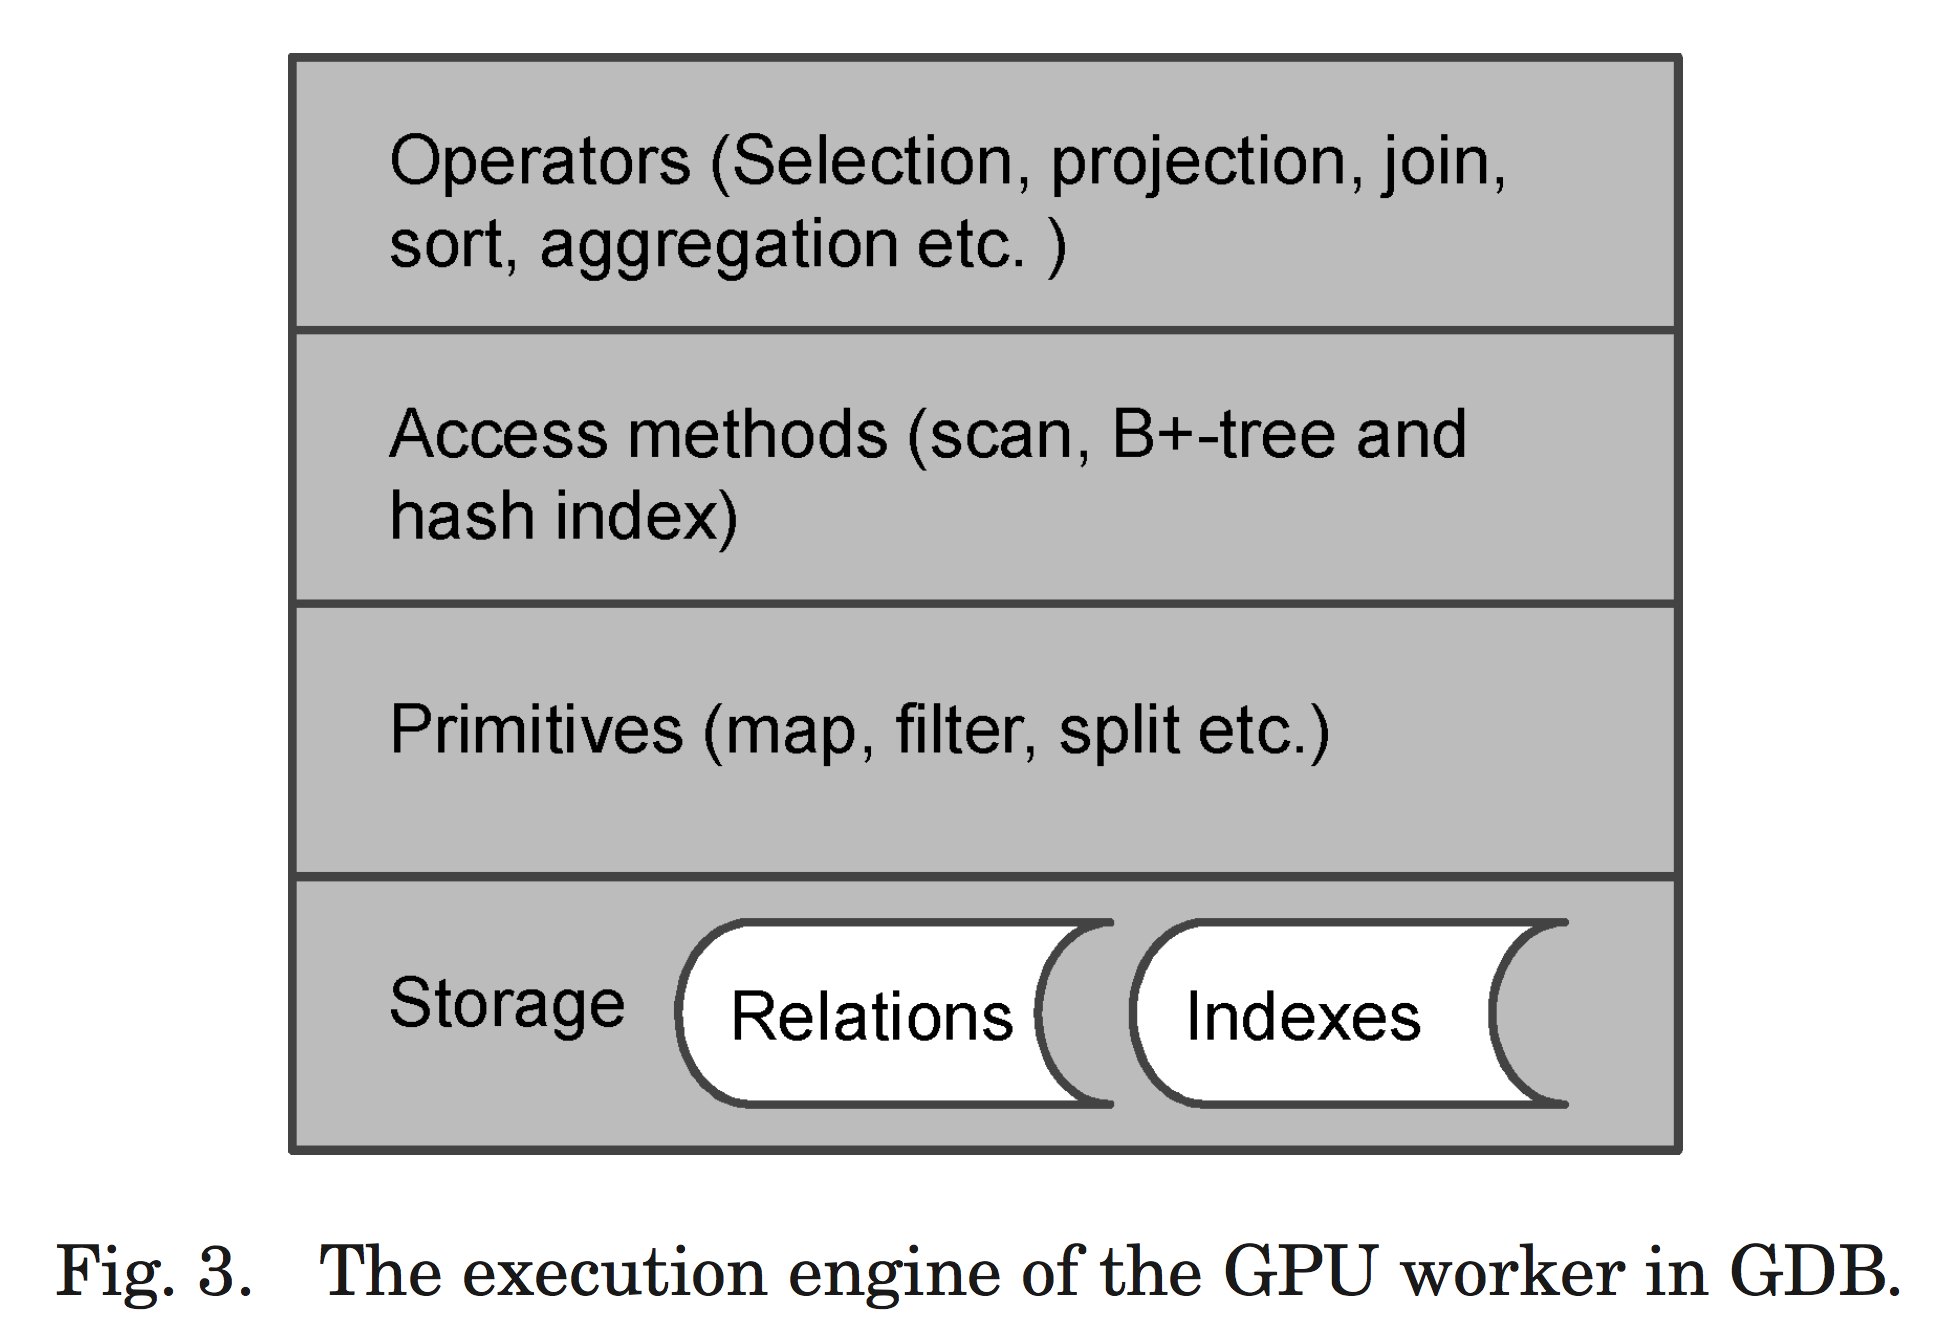 Operators (Selection, projection, join,
sort, aggregation etc. )
Access methods (scan, B+-tree and
hash index)
Primitives (map, filter, split etc.)
Storage
Relations
Indexes
Fig. 3. The execution engine of the GPU worker in GDB.